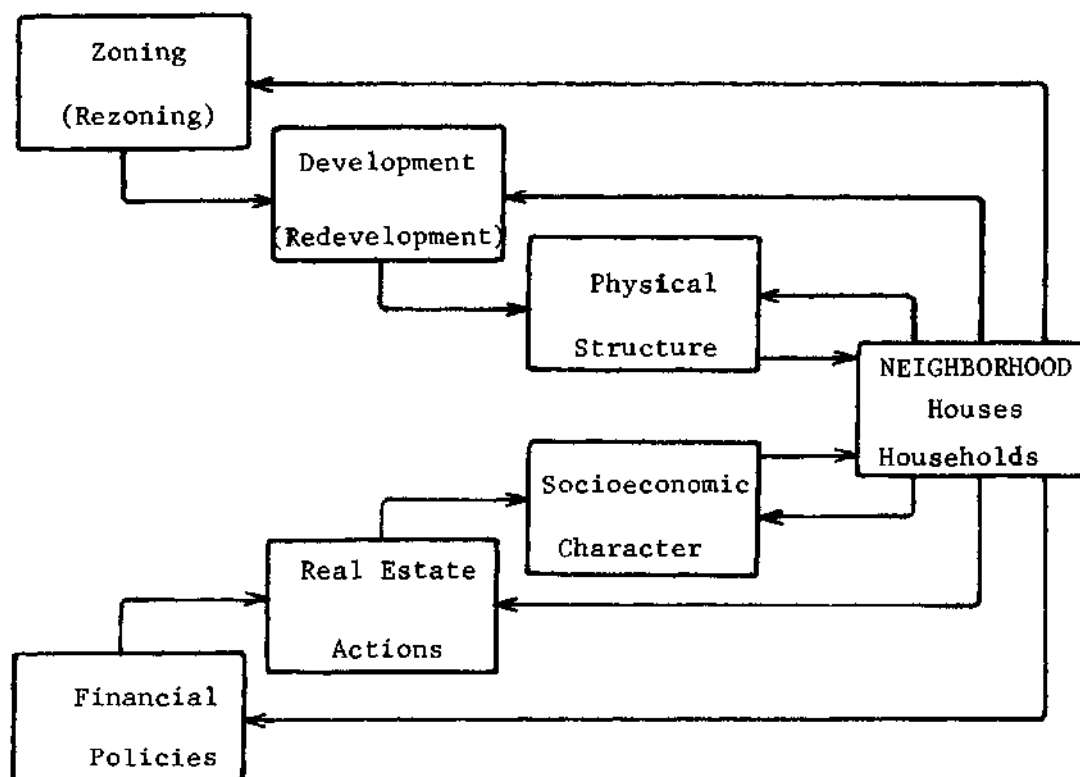 Zoning
(Rezoning)
Development
(Redevelopment)
Physical
Structure
NEIGHBORHOOD
Houses
Households
Socioeconomic
Character
Real Estate
Actions
Financial
Policies